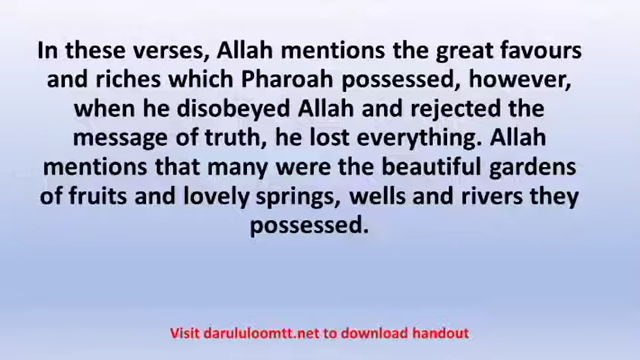 In these verses, Allah mentions the great favours
and riches which Pharoah possessed, however,
when he disobeyed Allah and rejected the
message of truth, he lost everything. Allah
mentions that many were the beautiful gardens
of fruits and lovely springs, wells and rivers they
possessed.
Visit darululoomtt.net to download handout